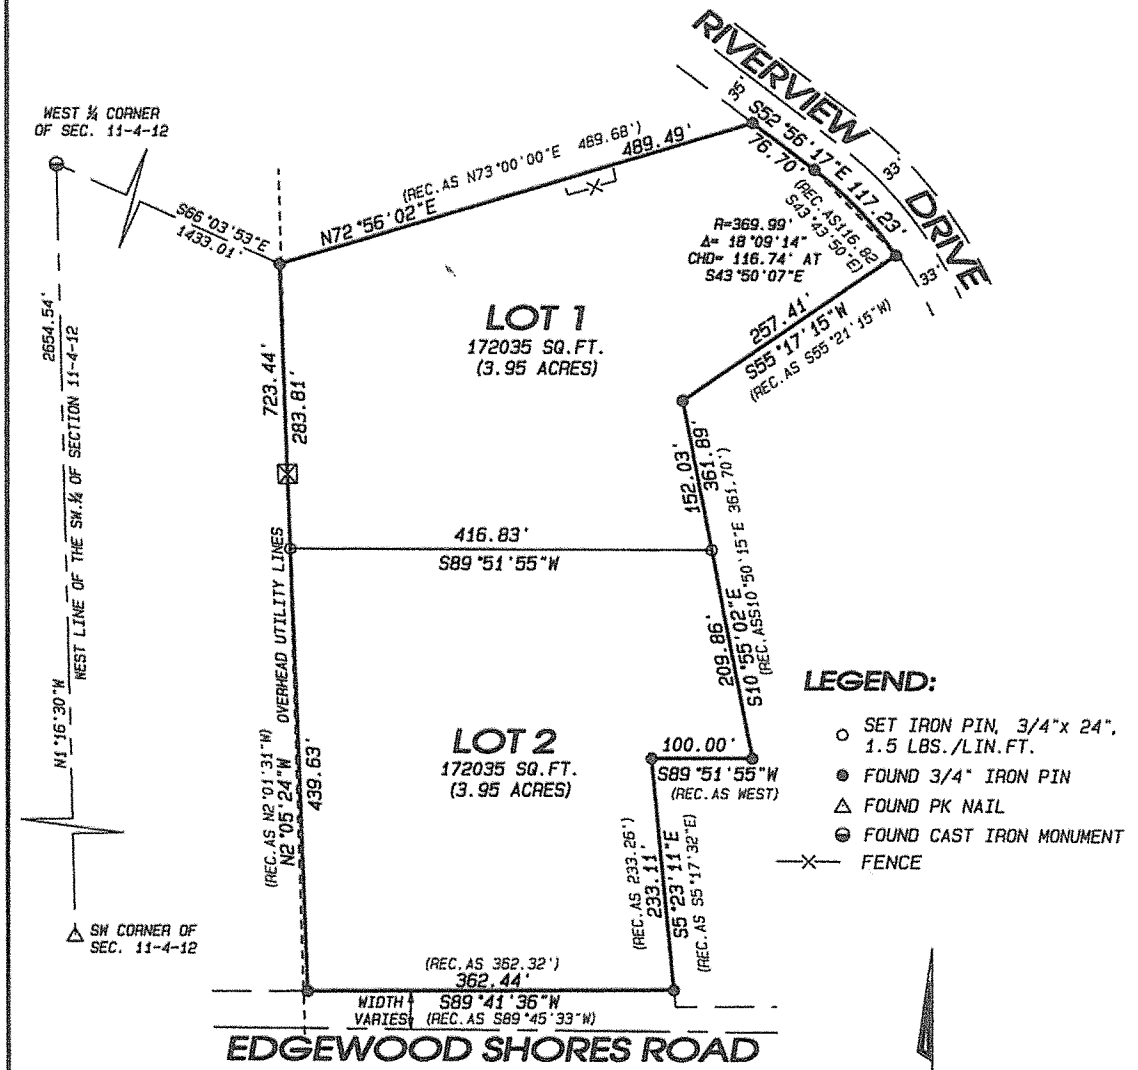 RIVERVIEW DRIVE
35'
S52°56'17"E
76.70'
117.23'
33'
33'
(REC.AS116.82
S43°43'50"E)
R=369.99'
Δ= 18°09'14"
CHD= 116.74' AT
S43°50'07"E
WEST ¼ CORNER
OF SEC. 11-4-12
S66°03'53"E
1433.01'
(REC.AS N73°00'00"E 489.68')
489.49'
N72°56'02"E
LOT 1
172035 SQ.FT.
(3.95 ACRES)
257.41'
S55°17'15"W
(REC.AS S55°21'15"W)
2654.54'
WEST LINE OF THE SW.¼ OF SECTION 11-4-12
N1°16'30"W
723.44'
283.81'
152.03'
361.89'
(REC.ASS10°50'15"E 361.70')
416.83'
S89°51'55"W
OVERHEAD UTILITY LINES
209.86'
S10°55'02"E
LOT 2
172035 SQ.FT.
(3.95 ACRES)
(REC.AS N2°01'31"W)
N2°05'24"W
439.63'
100.00'
S89°51'55"W
(REC.AS WEST)
(REC.AS 233.26')
233.11'
S5°23'11"E
(REC.AS S5°17'32"E)
LEGEND:
SET IRON PIN, 3/4"x 24",
1.5 LBS./LIN.FT.
FOUND 3/4" IRON PIN
FOUND PK NAIL
FOUND CAST IRON MONUMENT
FENCE
SW CORNER OF
SEC. 11-4-12
(REC.AS 362.32')
362.44'
S89°41'36"W
(REC.AS S89°45'33"W)
WIDTH
VARIES
EDGEWOOD SHORES ROAD